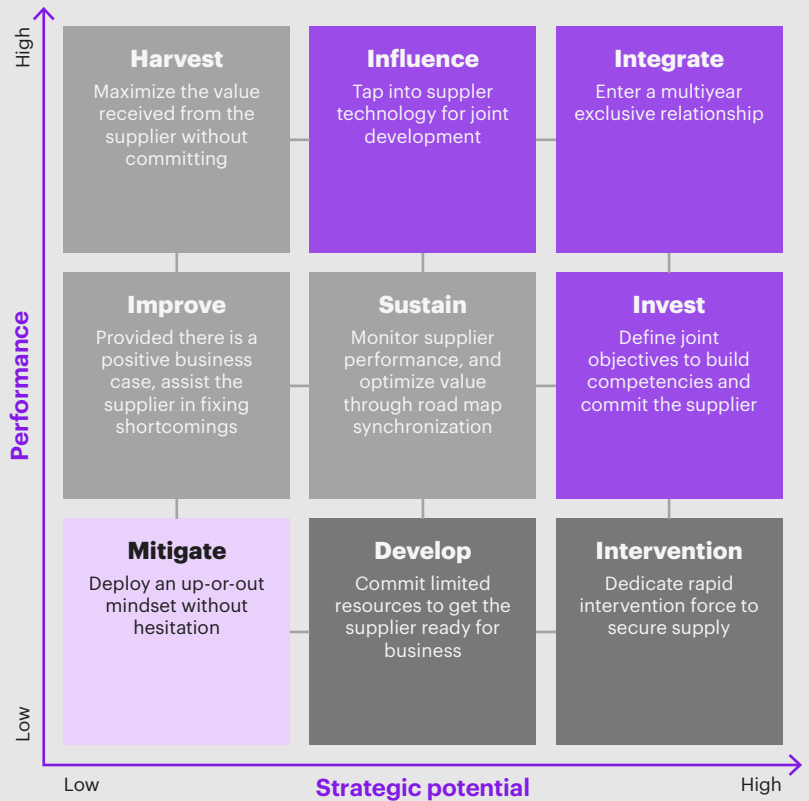 High
Harvest
Maximize the value
received from the
supplier without
committing
Influence
Tap into suppler
technology for joint
development
Integrate
Enter a multiyear
exclusive relationship
Performance
Improve
Provided there is a
positive business
case, assist the
supplier in fixing
shortcomings
Sustain
Monitor supplier
performance, and
optimize value
through road map
synchronization
Invest
Define joint
objectives to build
competencies and
commit the supplier
Mitigate
Deploy an up-or-out
mindset without
hesitation
Develop
Commit limited
resources to get the
supplier ready for
business
Intervention
Dedicate rapid
intervention force to
secure supply
Low
Low
Strategic potential
High